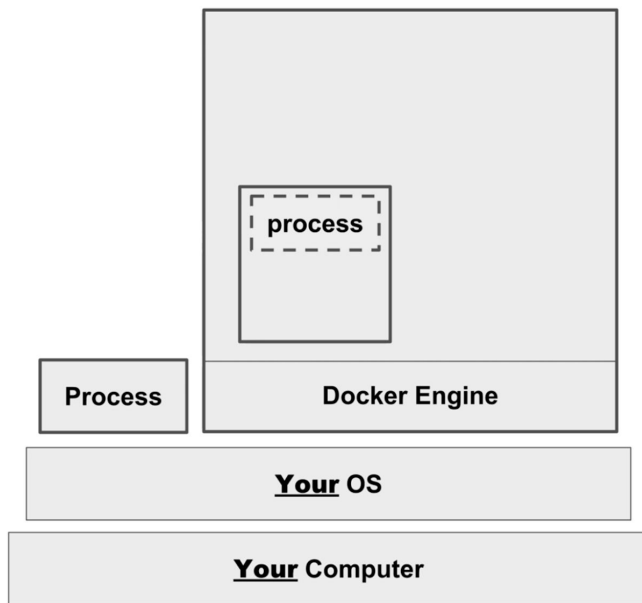 process
Process
Docker Engine
Your OS
Your Computer